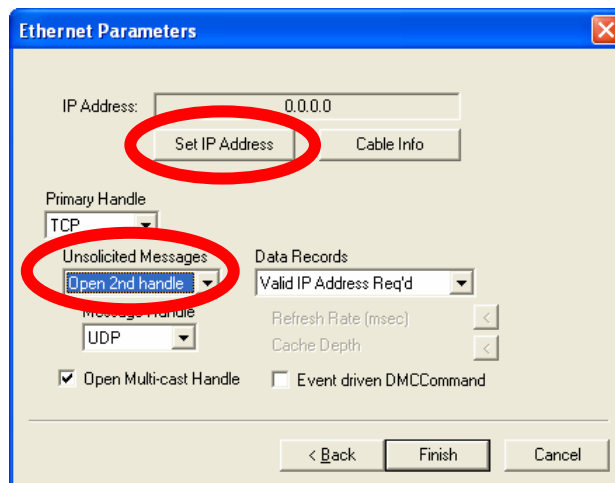 Ethernet Parameters
IP Address: 0.0.0.0
Set IP Address Cable Info
Primary Handle
TCP
Unsolicited Messages Data Records
Open 2nd handle Valid IP Address Req'd
Message Handle Refresh Rate (msec) <
UDP Cache Depth <
Open Multi-cast Handle Event driven DMCCommand
< Back Finish Cancel